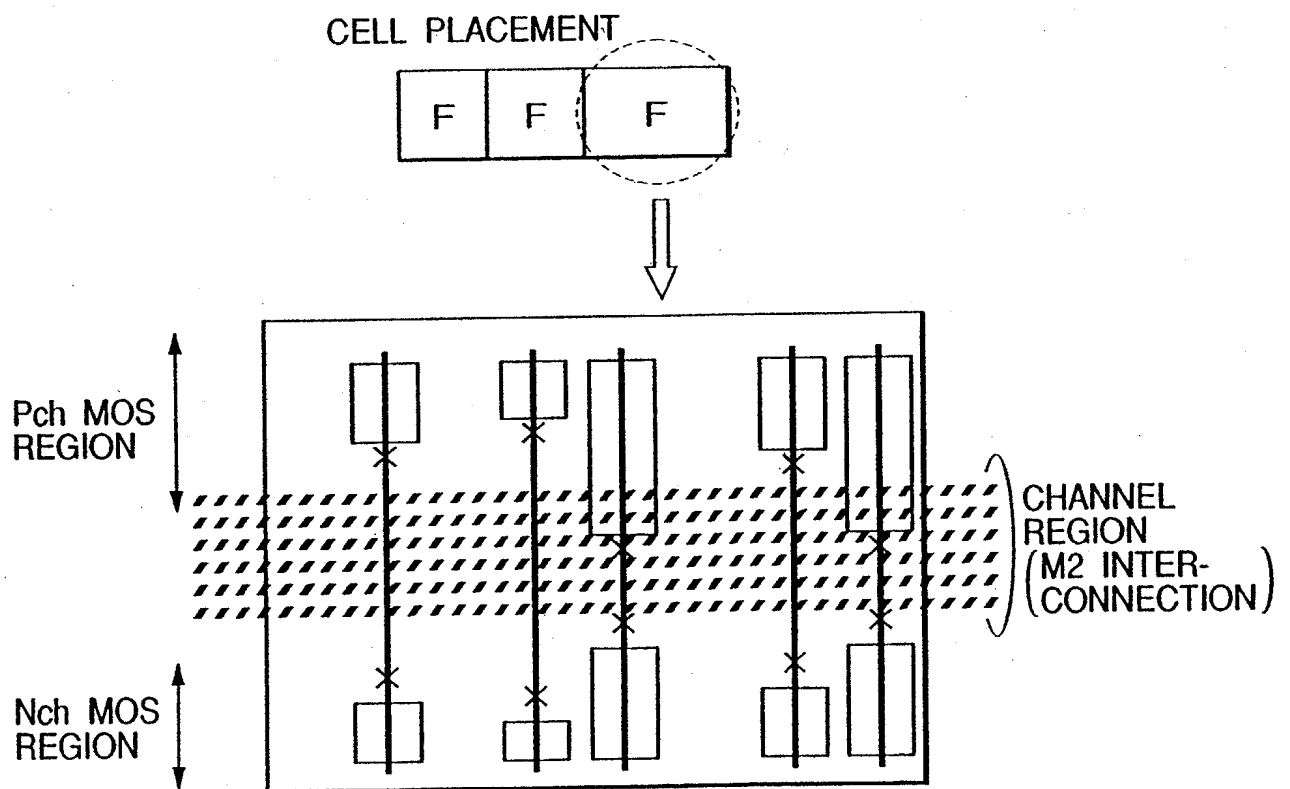 CELL PLACEMENT
F F F
Pch MOS
REGION
CHANNEL
REGION
(M2 INTER-
CONNECTION)
Nch MOS
REGION